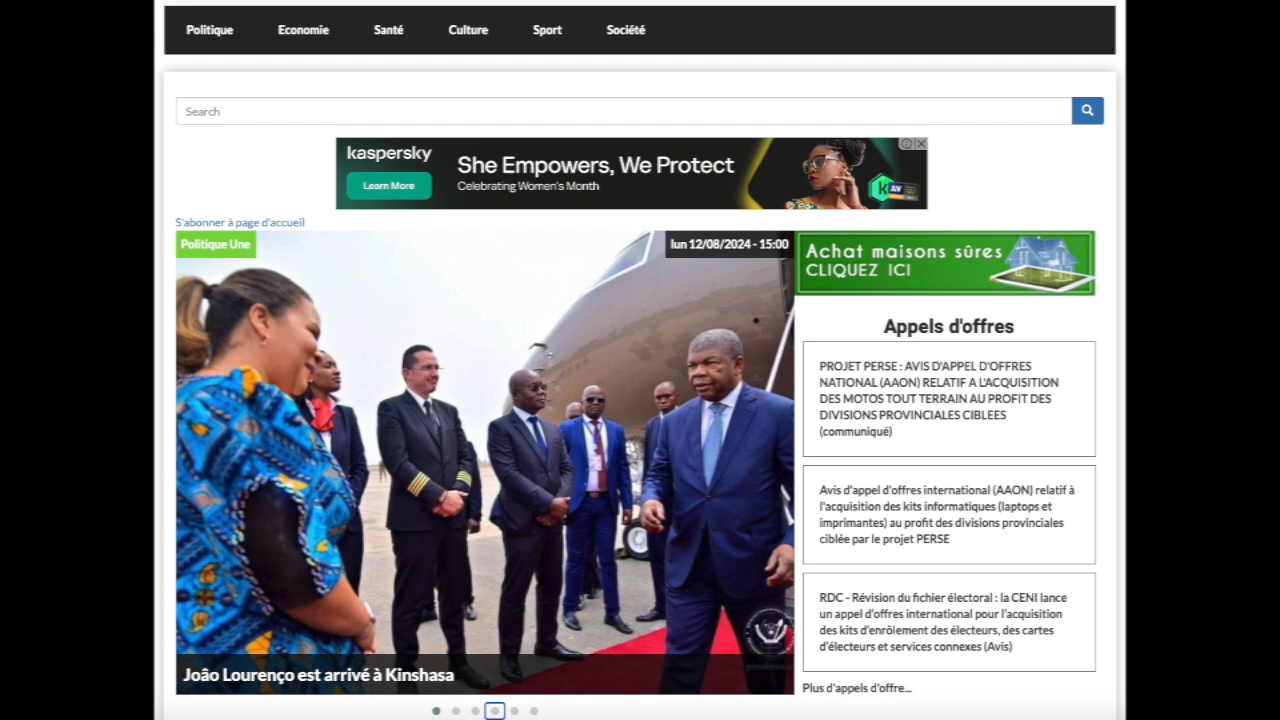 Politique Economie Santé Culture Sport Société
Search
kaspersky
Learn More
She Empowers, We Protect
Celebrating Women's Month
S'abonner à page d'accueil
Politique Une
lun 12/08/2024 - 15:00
Joâo Lourenço est arrivé à Kinshasa
Achat maisons sûres
CLIQUEZ ICI
Appels d'offres
PROJET PERSE : AVIS D'APPEL D'OFFRES
NATIONAL (AAON) RELATIF A L'ACQUISITION
DES MOTOS TOUT TERRAIN AU PROFIT DES
DIVISIONS PROVINCIALES CIBLEES
(communiqué)
Avis d'appel d'offres international (AAON) relatif à
l'acquisition des kits informatiques (laptops et
imprimantes) au profit des divisions provinciales
ciblée par le projet PERSE
RDC - Révision du fichier électoral : la CENI lance
un appel d'offres international pour l'acquisition
des kits d'enrôlement des électeurs, des cartes
d'électeurs et services connexes (Avis)
Plus d'appels d'offre...